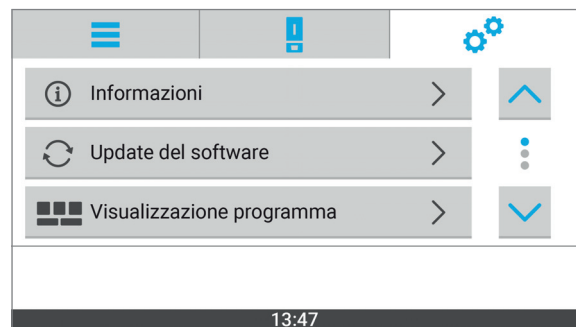 Informazioni
Update del software
Visualizzazione programma
13:47